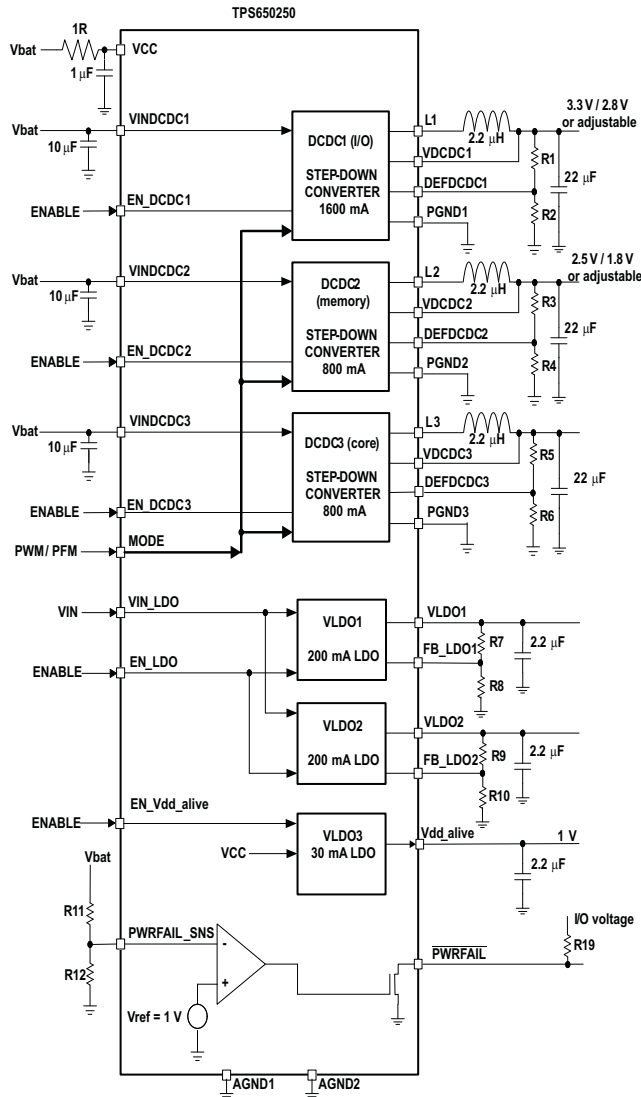 TPS650250
1R
Vbat
VCC
1 μF
Vbat
VINDCDC1
10 μF
ENABLE
EN_DCDC1
DCDC1 (I/O)
STEP-DOWN
CONVERTER
1600 mA
L1
2.2 μH
3.3 V / 2.8 V
or adjustable
VDCDC1
R1
DEFDCDC1
22 μF
R2
PGND1
Vbat
VINDCDC2
10 μF
ENABLE
EN_DCDC2
DCDC2
(memory)
STEP-DOWN
CONVERTER
800 mA
L2
2.2 μH
2.5 V / 1.8 V
or adjustable
VDCDC2
R3
DEFDCDC2
22 μF
R4
PGND2
Vbat
VINDCDC3
10 μF
ENABLE
EN_DCDC3
DCDC3 (core)
STEP-DOWN
CONVERTER
800 mA
L3
2.2 μH
VDCDC3
R5
DEFDCDC3
22 μF
R6
PGND3
PWM / PFM
MODE
VIN
VIN_LDO
ENABLE
EN_LDO
VLDO1
200 mA LDO
VLDO1
R7
2.2 μF
FB_LDO1
R8
VLDO2
200 mA LDO
VLDO2
R9
2.2 μF
FB_LDO2
R10
ENABLE
EN_Vdd_alive
VCC
VLDO3
30 mA LDO
Vdd_alive
1 V
2.2 μF
Vbat
R11
PWRFAIL_SNS
R12
-
+
Vref = 1 V
I/O voltage
R19
PWRFAIL
AGND1
AGND2